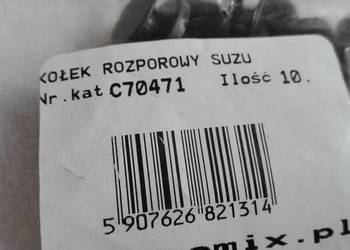 KOŁEK ROZPOROWY SUZU
Nr.kat C70471 Ilość 10.
5 907626 821314
mix.pl